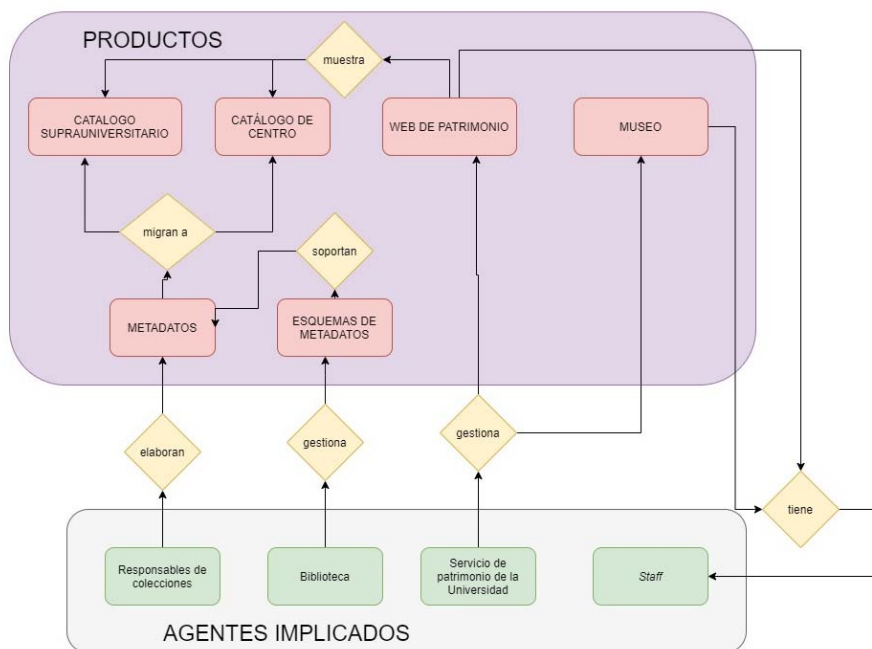 PRODUCTOS
muestra
CATALOGO
SUPRAUNIVERSITARIO
CATÁLOGO DE
CENTRO
WEB DE PATRIMONIO
MUSEO
migran a
soportan
METADATOS
ESQUEMAS DE
METADATOS
elaboran
gestiona
gestiona
tiene
Responsables de
colecciones
Biblioteca
Servicio de
patrimonio de la
Universidad
Staff
AGENTES IMPLICADOS